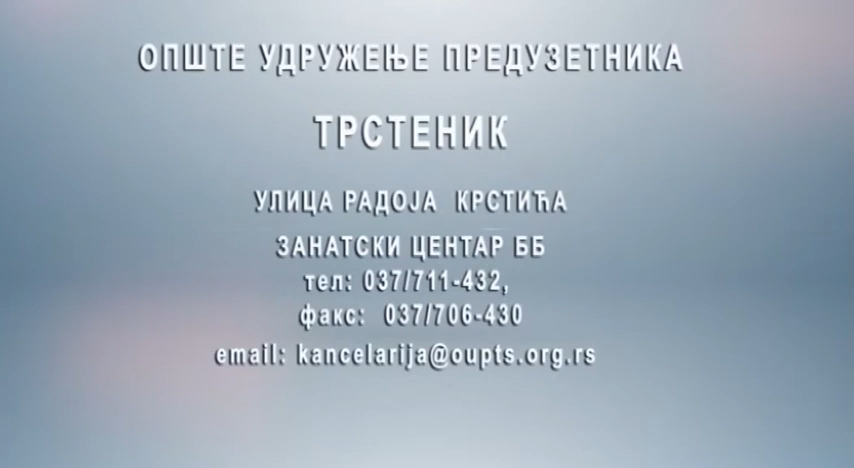 ОПШТЕ УДРУЖЕЊЕ ПРЕДУЗЕТНИКА
ТРСТЕНИК
УЛИЦА РАДОЈА КРСТИЋА
ЗАНАТСКИ ЦЕНТАР ББ
тел: 037/711-432,
факс: 037/706-430
email: kancelarija@oupts.org.rs